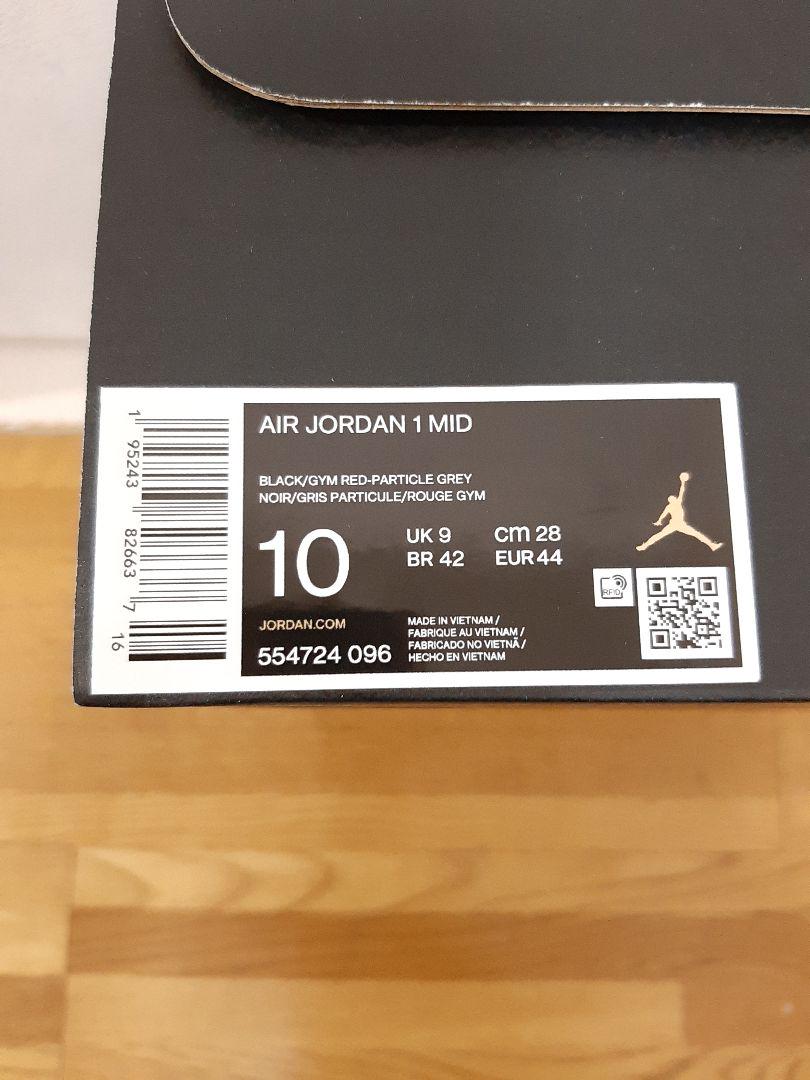 AIR JORDAN 1 MID
BLACK/GYM RED-PARTICLE GREY
NOIR/GRIS PARTICULE/ROUGE GYM
10
UK 9 cm 28
BR 42 EUR 44
RFID
JORDAN.COM
554724 096
MADE IN VIETNAM /
FABRIQUE AU VIETNAM /
FABRICADO NO VIETNÃ /
HECHO EN VIETNAM
1 95243 82663 7 16